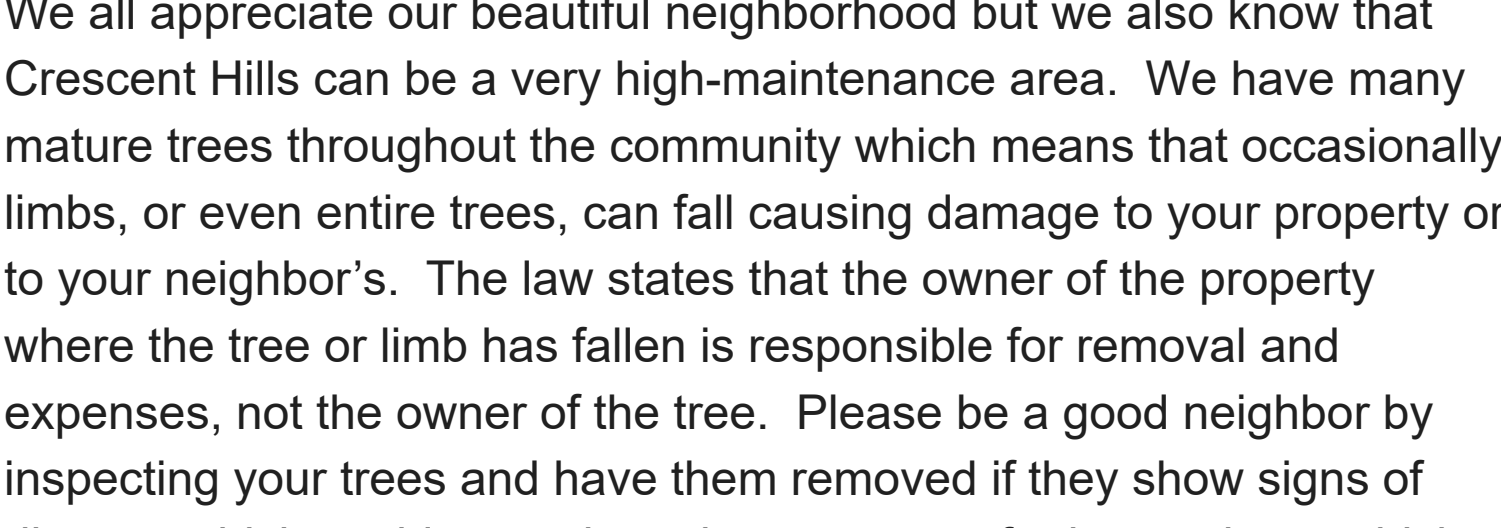 We all appreciate our beautiful neighborhood but we also know that
Crescent Hills can be a very high-maintenance area.  We have many
mature trees throughout the community which means that occasionally
limbs, or even entire trees, can fall causing damage to your property or
to your neighbor’s.  The law states that the owner of the property
where the tree or limb has fallen is responsible for removal and
expenses, not the owner of the tree.  Please be a good neighbor by
inspecting your trees and have them removed if they show signs of